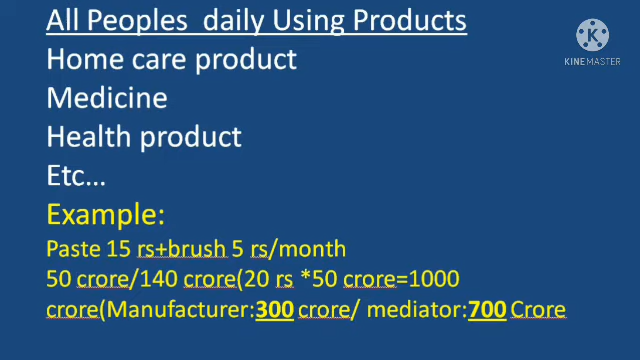 All Peoples  daily Using Products
Home care product
Medicine
Health product
Etc...
Example:
Paste 15 rs+brush 5 rs/month
50 crore/140 crore(20 rs *50 crore=1000
crore(Manufacturer:300 crore/ mediator:700 Crore
K
KINEMASTER